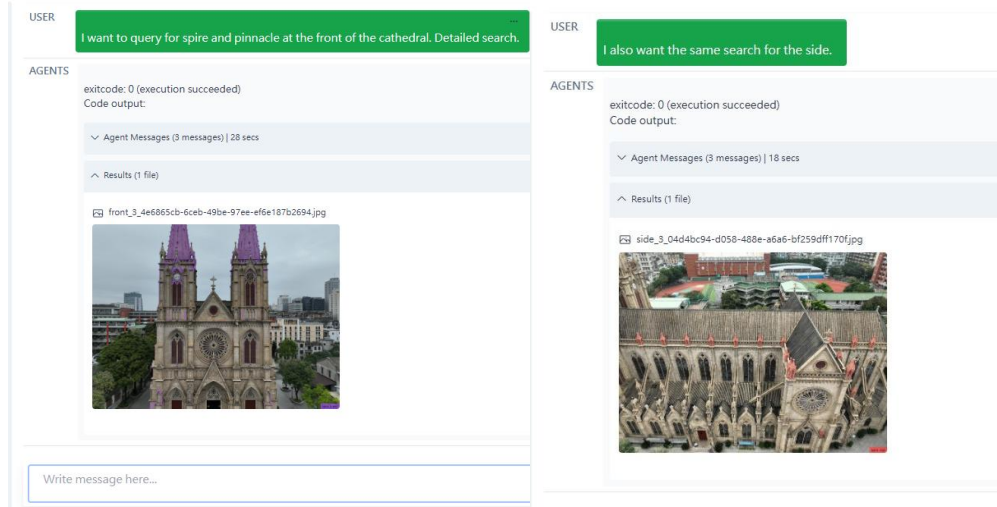 USER
...
I want to query for spire and pinnacle at the front of the cathedral. Detailed search.
AGENTS
exitcode: 0 (execution succeeded)
Code output:
Agent Messages (3 messages) | 28 secs
Results (1 file)
front_3_4e6865cb-6ceb-49be-97ee-ef6e187b2694.jpg
Write message here...
USER
I also want the same search for the side.
AGENTS
exitcode: 0 (execution succeeded)
Code output:
Agent Messages (3 messages) | 18 secs
Results (1 file)
side_3_04d4bc94-d058-488e-a6a6-bf259dff170f.jpg